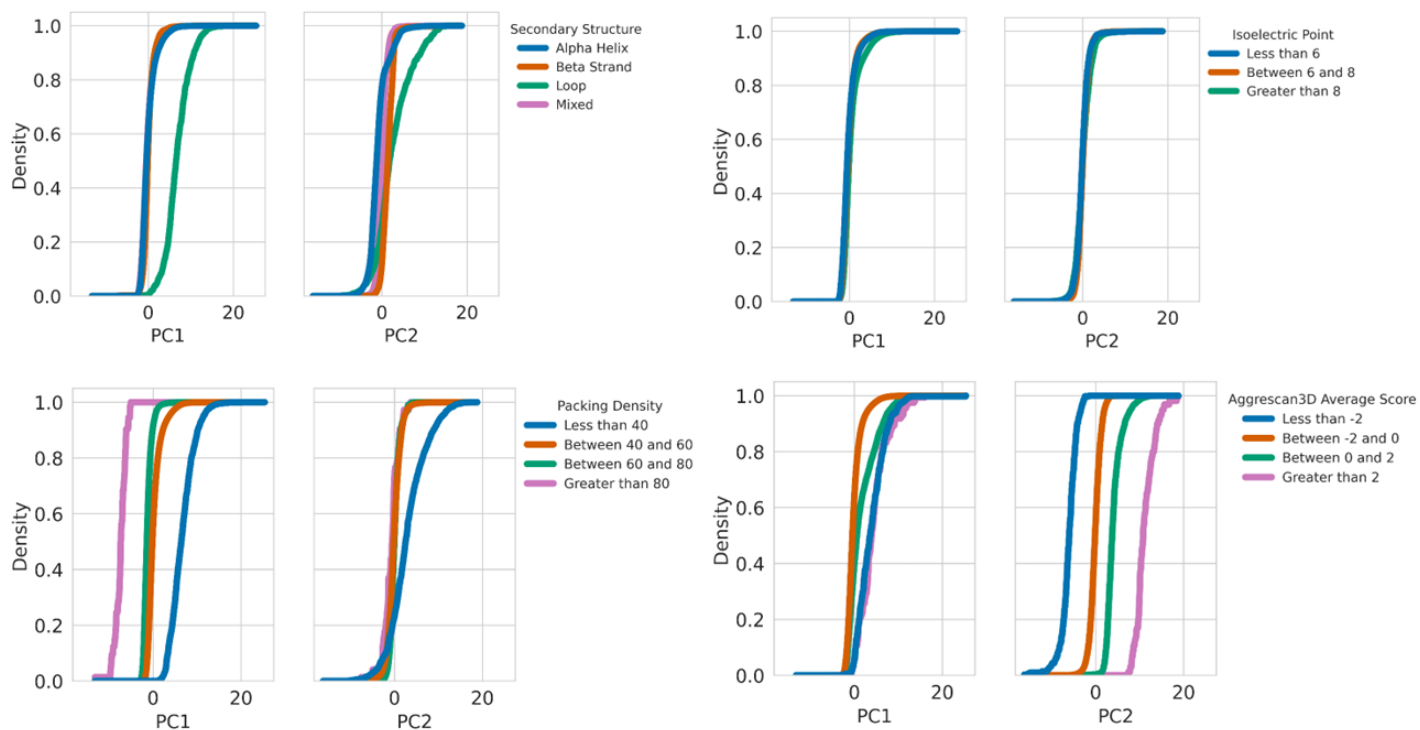 1.0
0.8
0.6
0.4
0.2
0.0
Density
0
20
PC1
0
20
PC2
Secondary Structure
Alpha Helix
Beta Strand
Loop
Mixed
1.0
0.8
0.6
0.4
0.2
0.0
Density
0
20
PC1
0
20
PC2
Isoelectric Point
Less than 6
Between 6 and 8
Greater than 8
1.0
0.8
0.6
0.4
0.2
0.0
Density
0
20
PC1
0
20
PC2
Packing Density
Less than 40
Between 40 and 60
Between 60 and 80
Greater than 80
1.0
0.8
0.6
0.4
0.2
0.0
Density
0
20
PC1
0
20
PC2
Aggrescan3D Average Score
Less than -2
Between -2 and 0
Between 0 and 2
Greater than 2